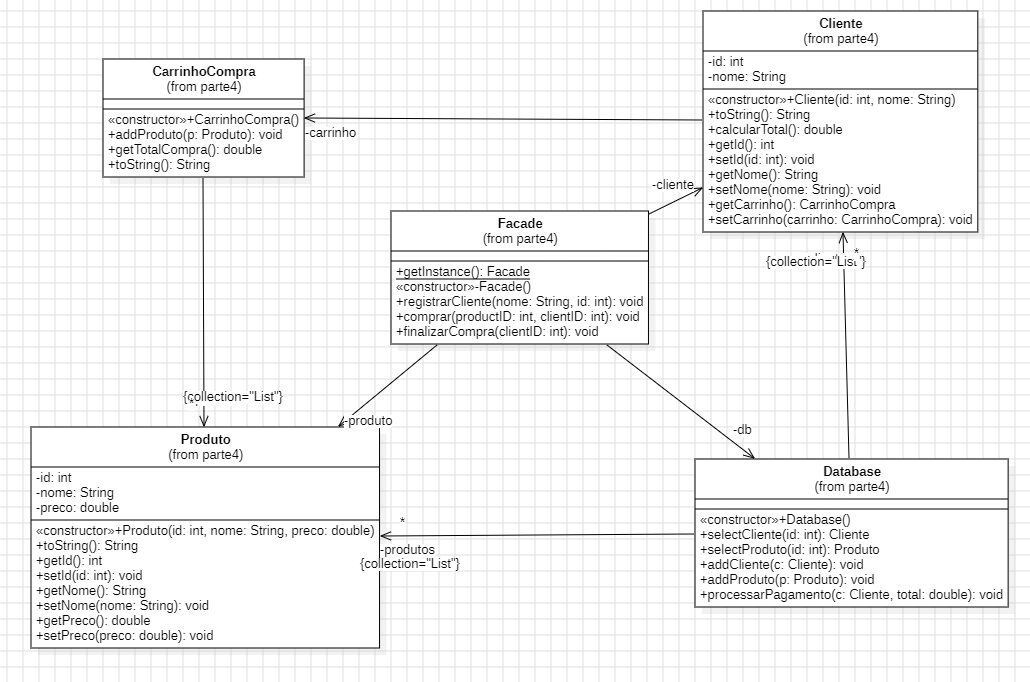 Cliente
(from parte4)
-id: int
-nome: String
«constructor»+Cliente(id: int, nome: String)
+toString(): String
+calcularTotal(): double
+getId(): int
+setId(id: int): void
+getNome(): String
+setNome(nome: String): void
+getCarrinho(): CarrinhoCompra
+setCarrinho(carrinho: CarrinhoCompra): void
CarrinhoCompra
(from parte4)
«constructor»+CarrinhoCompra()
+addProduto(p: Produto): void
+getTotalCompra(): double
+toString(): String
-carrinho
-cliente
Facade
(from parte4)
+getInstance(): Facade
«constructor»-Facade()
+registrarCliente(nome: String, id: int): void
+comprar(productID: int, clientID: int): void
+finalizarCompra(clientID: int): void
*
{collection="List"}
{collection="List"}
-produto
-db
Produto
(from parte4)
-id: int
-nome: String
-preco: double
«constructor»+Produto(id: int, nome: String, preco: double)
+toString(): String
+getId(): int
+setId(id: int): void
+getNome(): String
+setNome(nome: String): void
+getPreco(): double
+setPreco(preco: double): void
*
-produtos
{collection="List"}
Database
(from parte4)
«constructor»+Database()
+selectCliente(id: int): Cliente
+selectProduto(id: int): Produto
+addCliente(c: Cliente): void
+addProduto(p: Produto): void
+processarPagamento(c: Cliente, total: double): void